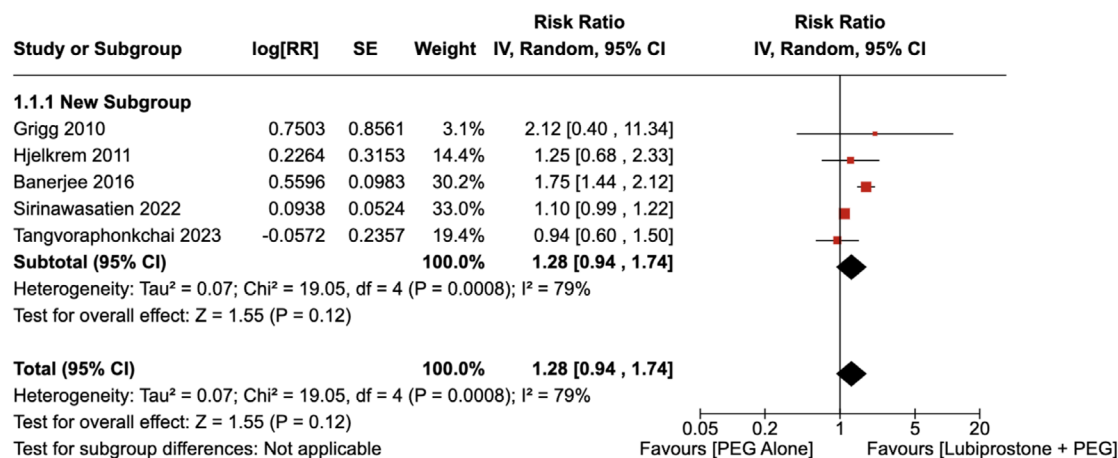 Risk Ratio Risk Ratio
Study or Subgroup log[RR] SE Weight IV, Random, 95% CI IV, Random, 95% CI
1.1.1 New Subgroup
Grigg 2010 0.7503 0.8561 3.1% 2.12 [0.40 , 11.34]
Hjelkrem 2011 0.2264 0.3153 14.4% 1.25 [0.68 , 2.33]
Banerjee 2016 0.5596 0.0983 30.2% 1.75 [1.44 , 2.12]
Sirinawasatien 2022 0.0938 0.0524 33.0% 1.10 [0.99 , 1.22]
Tangvoraphonkchai 2023 -0.0572 0.2357 19.4% 0.94 [0.60 , 1.50]
Subtotal (95% CI) 100.0% 1.28 [0.94 , 1.74]
Heterogeneity: Tau² = 0.07; Chi² = 19.05, df = 4 (P = 0.0008); I² = 79%
Test for overall effect: Z = 1.55 (P = 0.12)
Total (95% CI) 100.0% 1.28 [0.94 , 1.74]
Heterogeneity: Tau² = 0.07; Chi² = 19.05, df = 4 (P = 0.0008); I² = 79%
Test for overall effect: Z = 1.55 (P = 0.12) 0.05 0.2 1 5 20
Test for subgroup differences: Not applicable Favours [PEG Alone] Favours [Lubiprostone + PEG]